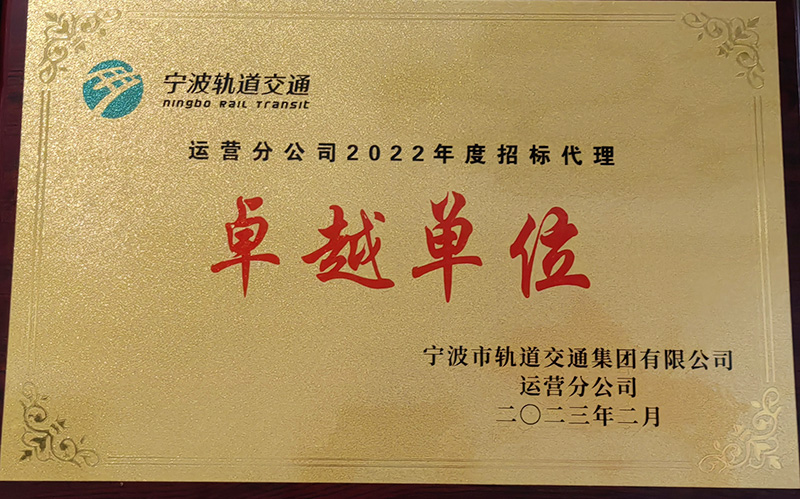 宁波轨道交通
Ningbo Rail Transit
运营分公司2022年度招标代理
卓越单位
宁波市轨道交通集团有限公司
运营分公司
二〇二三年二月